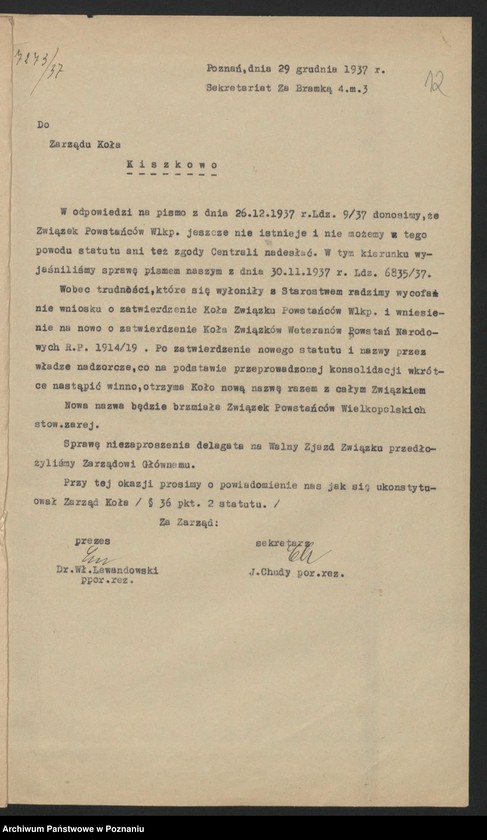 7273/37
Poznań,dnia 29 grudnia 1937 r.
12
Sekretariat Za Bramką 4.m.3
Do
Zarządu Koła
Kiszkowo
W odpowiedzi na pismo z dnia 26.12.1937 r.Ldz. 9/37 donosimy,że
Związek Powstańców Wlkp. jeszcze nie istnieje i nie możemy z tego
powodu statutu ani też zgody Centrali nadesłać. W tym kierunku wy-
jaśniliśmy sprawę pismem naszym z dnia 30.11.1937 r. Ldz. 6835/37.
Wobec trudności,które się wyłoniły s Starostwem radzimy wycofa
nie wniosku o zatwierdzenie Koła Związku Powstańców Wlkp. i wniesie-
nie na nowo o zatwierdzenie Koła Związków Weteranów Powstań Narodo-
wych R.P. 1914/19 . Po zatwierdzenie nowego statutu i nazwy przez
władze nadzorcze,co na podstawie przeprowadzonej konsolidacji wkrót-
ce nastąpić winno,otrzyma Koło nową nazwę razem z całym Związkiem
Nowa nazwa będzie brzmiała Związek Powstańców Wielkopolskich
stow.zarej.
Sprawę niezaproszenia delagata na Walny Zjazd Związku przedło-
żyliśmy Zarządowi Głównemu.
Przy tej okazji prosimy o powiadomienie nas jak się ukonstytu-
ował Zarząd Koła / § 36 pkt. 2 statutu. /
Za Zarząd:
prezes sekretarz
Dr.Wł.Lewandowski J.Chudy por.rez.
ppor.rez.
Archiwum Państwowe w Poznaniu